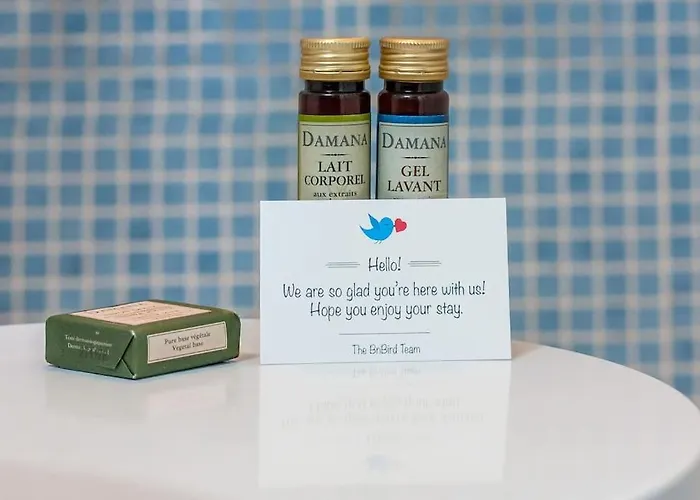 DAMANA
LAIT
CORPOREL
aux extraits
DAMANA
GEL
LAVANT
Hello!
We are so glad you're here with us!
Hope you enjoy your stay.
The BnBird Team
Pure base végétale
Vegetal base